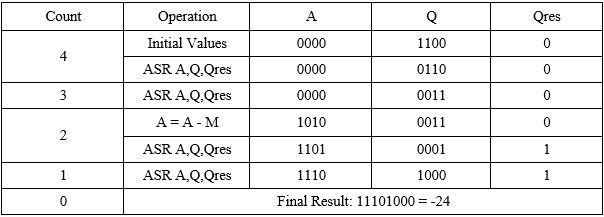 Count Operation A Q Qres
4 Initial Values 0000 1100 0
ASR A,Q,Qres 0000 0110 0
3 ASR A,Q,Qres 0000 0011 0
2 A = A - M 1010 0011 0
ASR A,Q,Qres 1101 0001 1
1 ASR A,Q,Qres 1110 1000 1
0 Final Result: 11101000 = -24